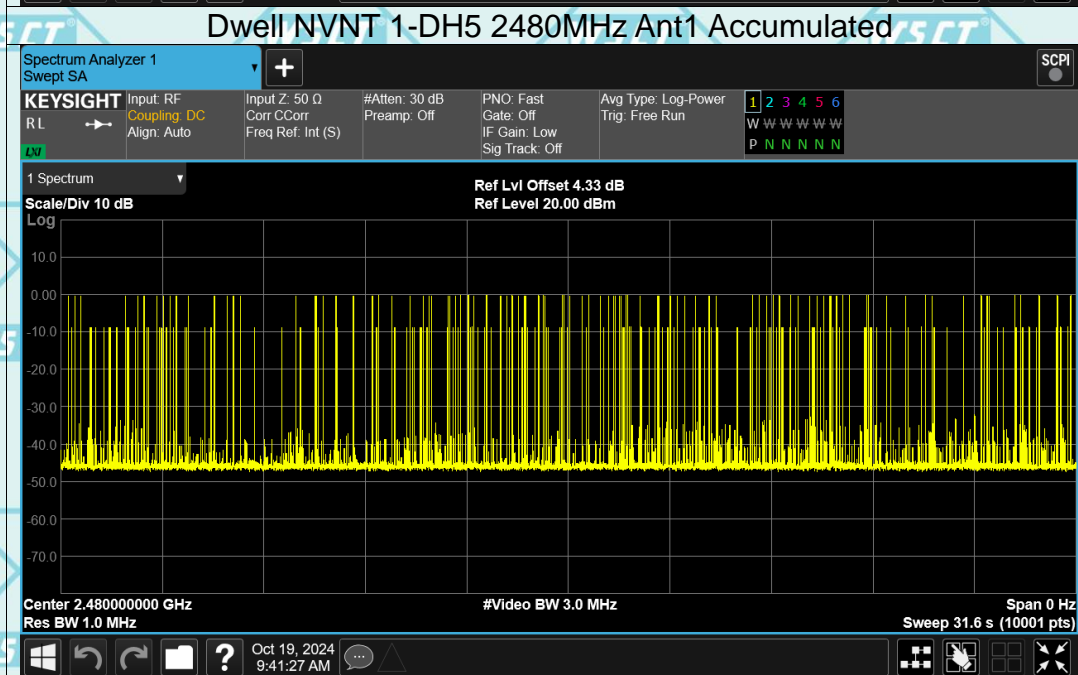 Dwell NVNT 1-DH5 2480MHz Ant1 Accumulated
Spectrum Analyzer 1
Swept SA
+
SCPI
KEYSIGHT
R L
LXI
Input: RF
Coupling: DC
Align: Auto
Input Z: 50 Ω
Corr CCorr
Freq Ref: Int (S)
#Atten: 30 dB
Preamp: Off
PNO: Fast
Gate: Off
IF Gain: Low
Sig Track: Off
Avg Type: Log-Power
Trig: Free Run
1 2 3 4 5 6
W W W W W W
P N N N N N
1 Spectrum
Scale/Div 10 dB
Ref Lvl Offset 4.33 dB
Ref Level 20.00 dBm
Log
10.0
0.00
-10.0
-20.0
-30.0
-40.0
-50.0
-60.0
-70.0
Center 2.480000000 GHz
#Video BW 3.0 MHz
Span 0 Hz
Res BW 1.0 MHz
Sweep 31.6 s (10001 pts)
?
Oct 19, 2024
9:41:27 AM